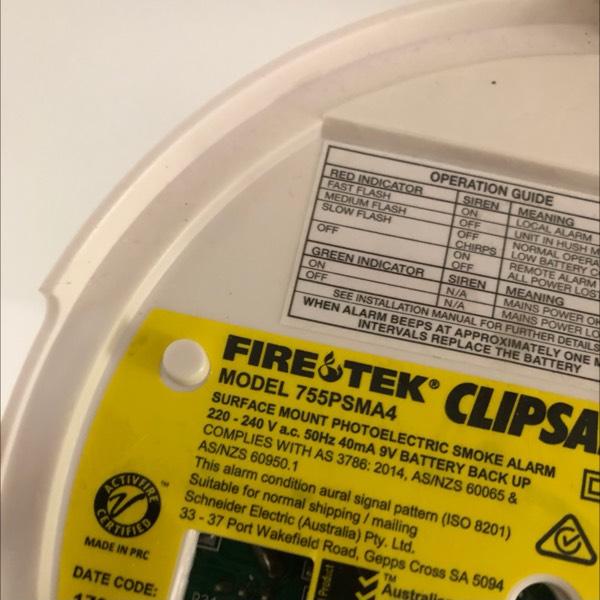 OPERATION GUIDE
RED INDICATOR SIREN MEANING
FAST FLASH ON LOCAL ALARM
MEDIUM FLASH OFF UNIT IN HUSH M
SLOW FLASH OFF NORMAL OPERA
CHIRPS LOW BATTERY C
OFF ON REMOTE ALARM
OFF ALL POWER LOS
GREEN INDICATOR SIREN MEANING
ON N/A MAINS POWER OK
OFF N/A MAINS POWER LO
SEE INSTALLATION MANUAL FOR FURTHER DETAILS
WHEN ALARM BEEPS AT APPROXIMATELY ONE M
INTERVALS REPLACE THE BATTERY
FIRETEK® CLIPSA
MODEL 755PSMA4
SURFACE MOUNT PHOTOELECTRIC SMOKE ALARM
220 - 240 V a.c. 50Hz 40mA 9V BATTERY BACK UP
COMPLIES WITH AS 3786: 2014, AS/NZS 60065 &
AS/NZS 60950.1
This alarm condition aural signal pattern (ISO 8201)
Suitable for normal shipping / mailing
Schneider Electric (Australia) Pty. Ltd.
33 - 37 Port Wakefield Road, Gepps Cross SA 5094
ACTIVFIRE ™
CERTIFIED
MADE IN PRC
DATE CODE:
Product
™
Australian